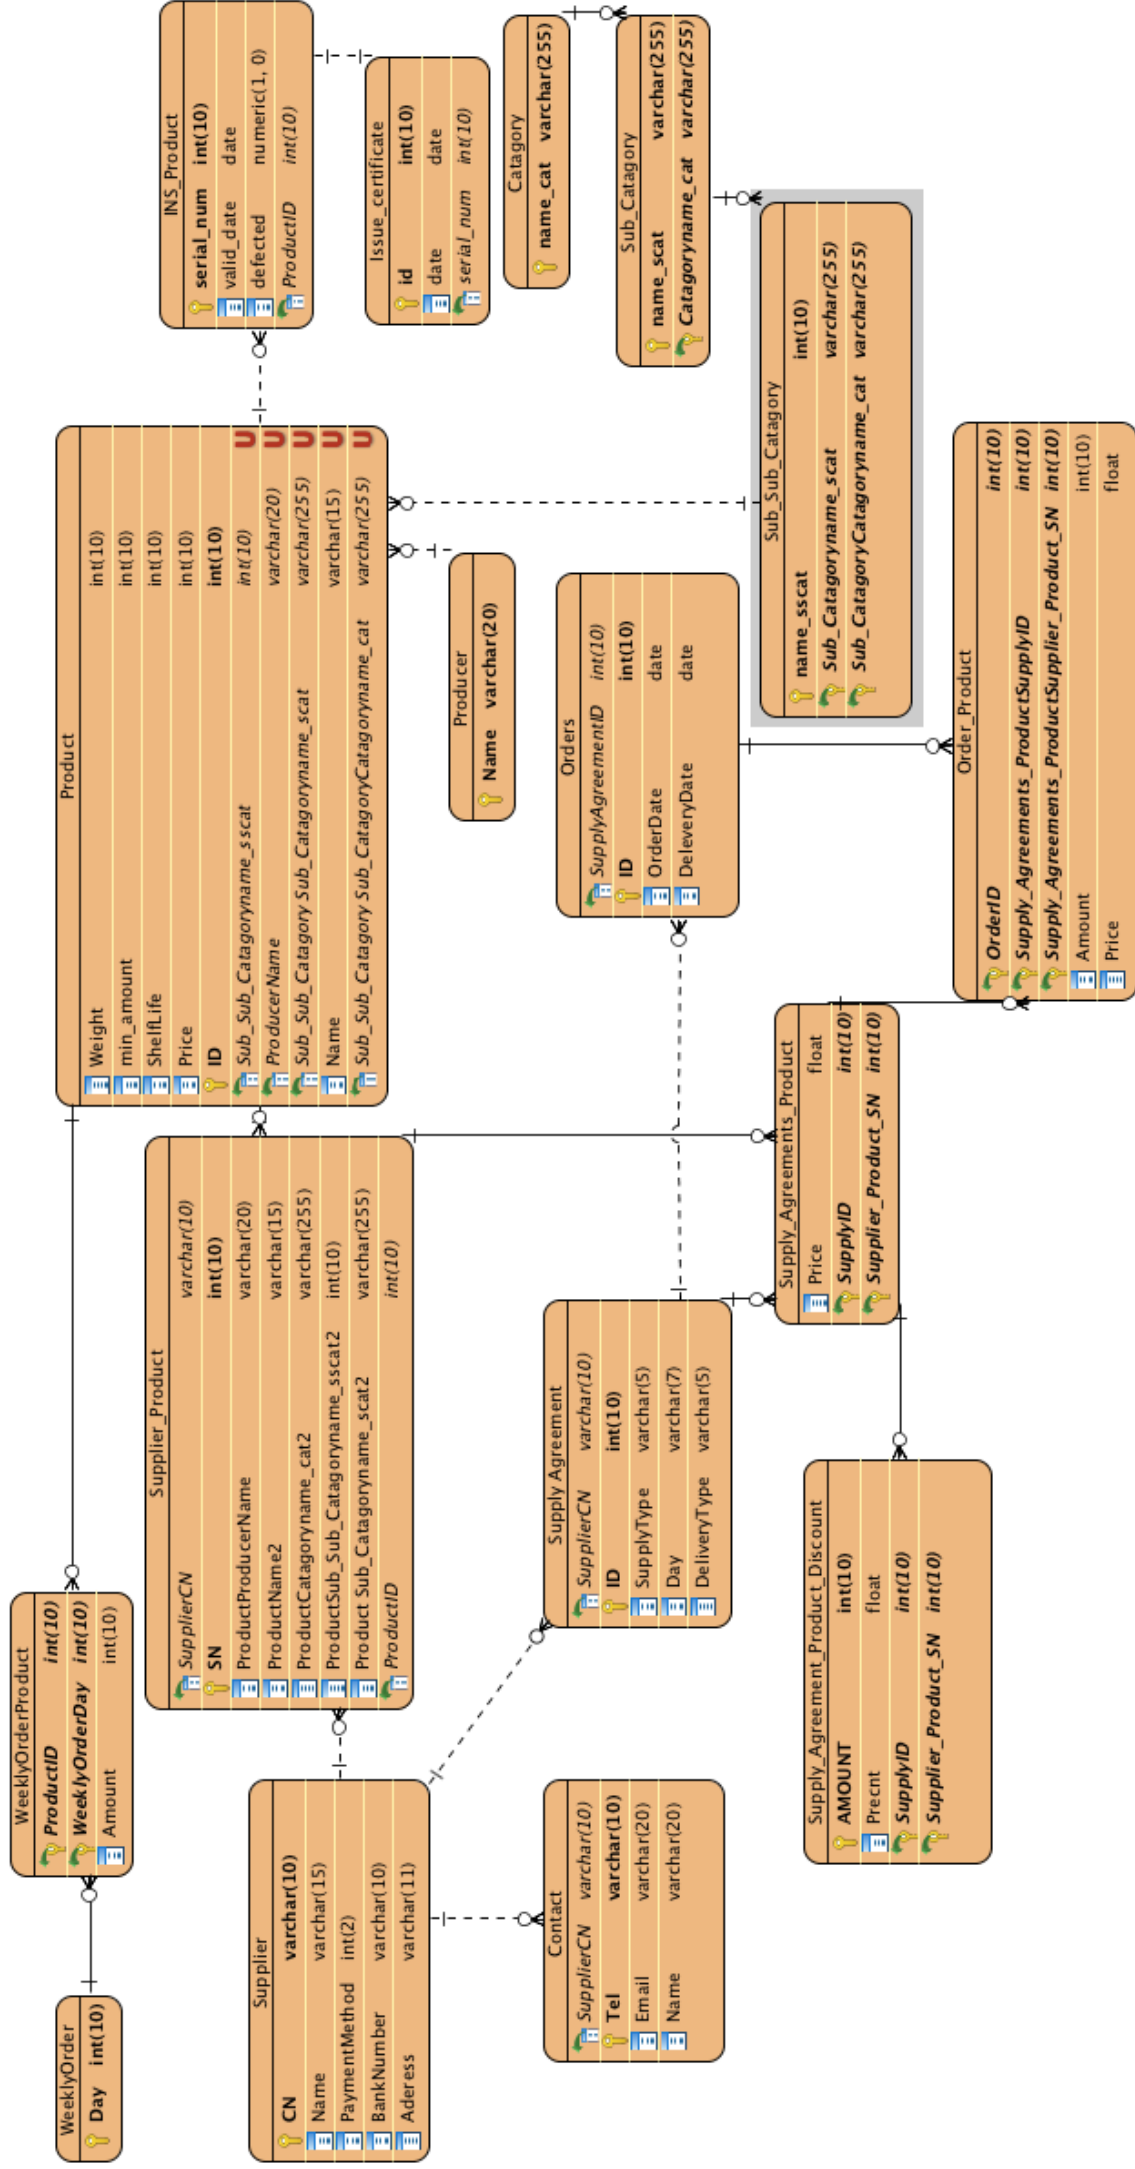 WeeklyOrder
Day int(10)
WeeklyOrderProduct
ProductID int(10)
WeeklyOrderDay int(10)
Amount int(10)
Product
Weight int(10)
min_amount int(10)
ShelfLife int(10)
Price int(10)
ID int(10)
Sub_Sub_Catagoryname_sscat int(10) U
ProducerName varchar(20) U
Sub_Sub_Catagory Sub_Catagoryname_scat varchar(255) U
Name varchar(15) U
Sub_Sub_Catagory Sub_CatagoryCatagoryname_cat varchar(255) U
INS_Product
serial_num int(10)
valid_date date
defected numeric(1, 0)
ProductID int(10)
Supplier_Product
SupplierCN varchar(10)
SN int(10)
ProductProducerName varchar(20)
ProductName2 varchar(15)
ProductCatagoryname_cat2 varchar(255)
ProductSub_Sub_Catagoryname_sscat2 int(10)
Product Sub_Catagoryname_scat2 varchar(255)
ProductID int(10)
Supplier
CN varchar(10)
Name varchar(15)
PaymentMethod int(2)
BankNumber varchar(10)
Aderess varchar(11)
Issue_certificate
id int(10)
date date
serial_num int(10)
Producer
Name varchar(20)
Catagory
name_cat varchar(255)
Contact
SupplierCN varchar(10)
Tel varchar(10)
Email varchar(20)
Name varchar(20)
Supply Agreement
SupplierCN varchar(10)
ID int(10)
SupplyType varchar(5)
Day varchar(7)
DeliveryType varchar(5)
Orders
SupplyAgreementID int(10)
ID int(10)
OrderDate date
DeleveryDate date
Sub_Catagory
name_scat varchar(255)
Catagoryname_cat varchar(255)
Sub_Sub_Catagory
name_sscat int(10)
Sub_Catagoryname_scat varchar(255)
Sub_CatagoryCatagoryname_cat varchar(255)
Supply_Agreements_Product
Price float
SupplyID int(10)
Supplier_Product_SN int(10)
Supply_Agreement_Product_Discount
AMOUNT int(10)
Precnt float
SupplyID int(10)
Supplier_Product_SN int(10)
Order_Product
OrderID int(10)
Supply_Agreements_ProductSupplyID int(10)
Supply_Agreements_ProductSupplier_Product_SN int(10)
Amount int(10)
Price float